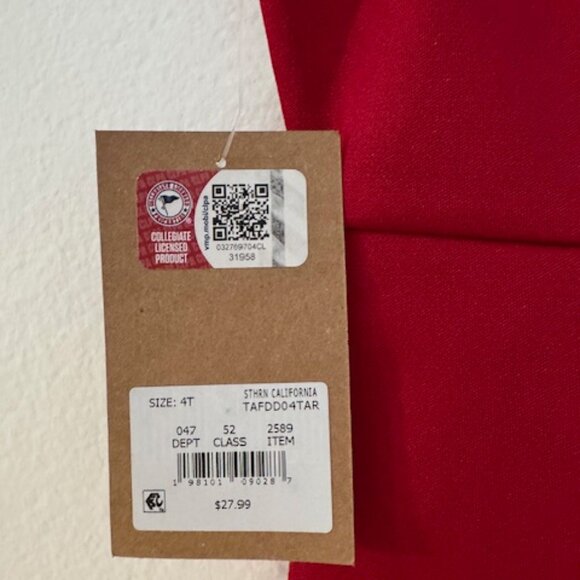 COLLEGIATE
LICENSED
PRODUCT
®
vmp.mobi/clpa
032769704CL
31958
SIZE: 4T
STHRN CALIFORNIA
TAFDD04TAR
047 52 2589
DEPT CLASS ITEM
1 98101 09028 7
$27.99